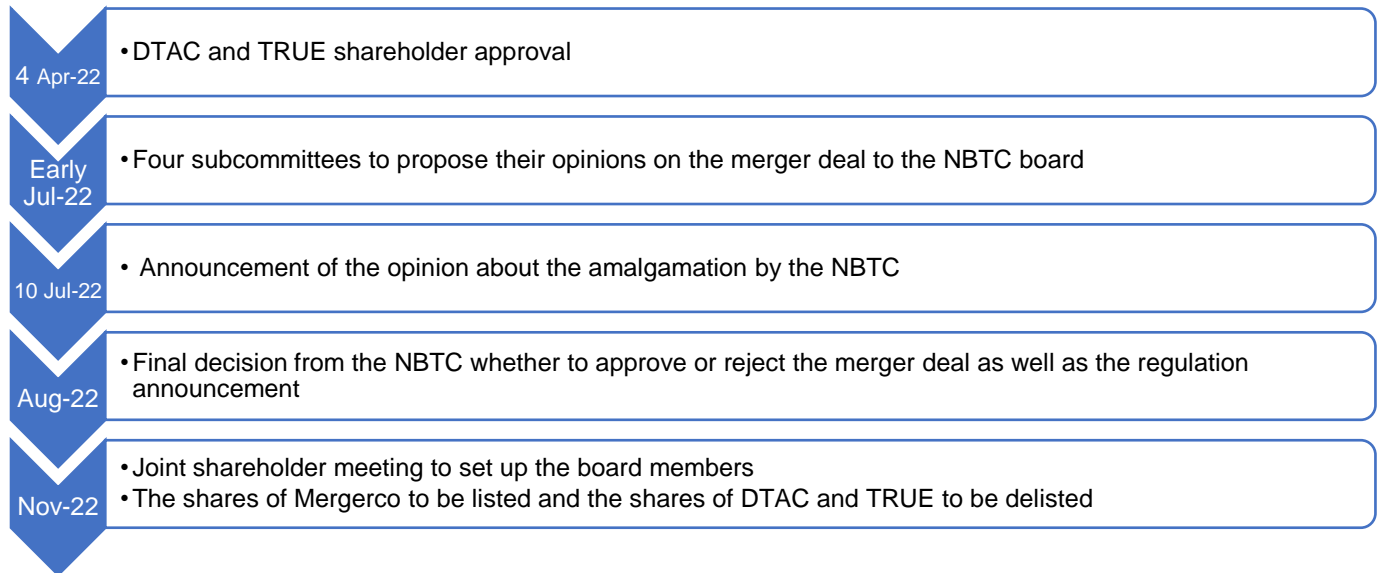 4 Apr-22
•DTAC and TRUE shareholder approval
Early
Jul-22
•Four subcommittees to propose their opinions on the merger deal to the NBTC board
10 Jul-22
• Announcement of the opinion about the amalgamation by the NBTC
Aug-22
•Final decision from the NBTC whether to approve or reject the merger deal as well as the regulation
announcement
Nov-22
•Joint shareholder meeting to set up the board members
•The shares of Mergerco to be listed and the shares of DTAC and TRUE to be delisted